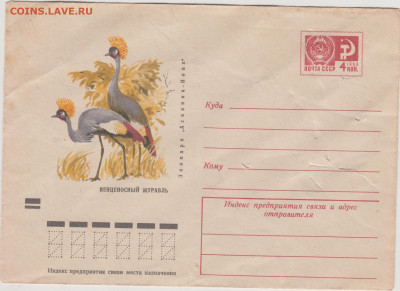 COINS.LAVE.RU
ПОЧТА СССР
4 КОП.
Куда
Зоопарк „Аскания-Нова"
Кому
ВЕНЦЕНОСНЫЙ ЖУРАВЛЬ
Индекс предприятия связи и адрес
отправителя
Индекс предприятия связи места назначения